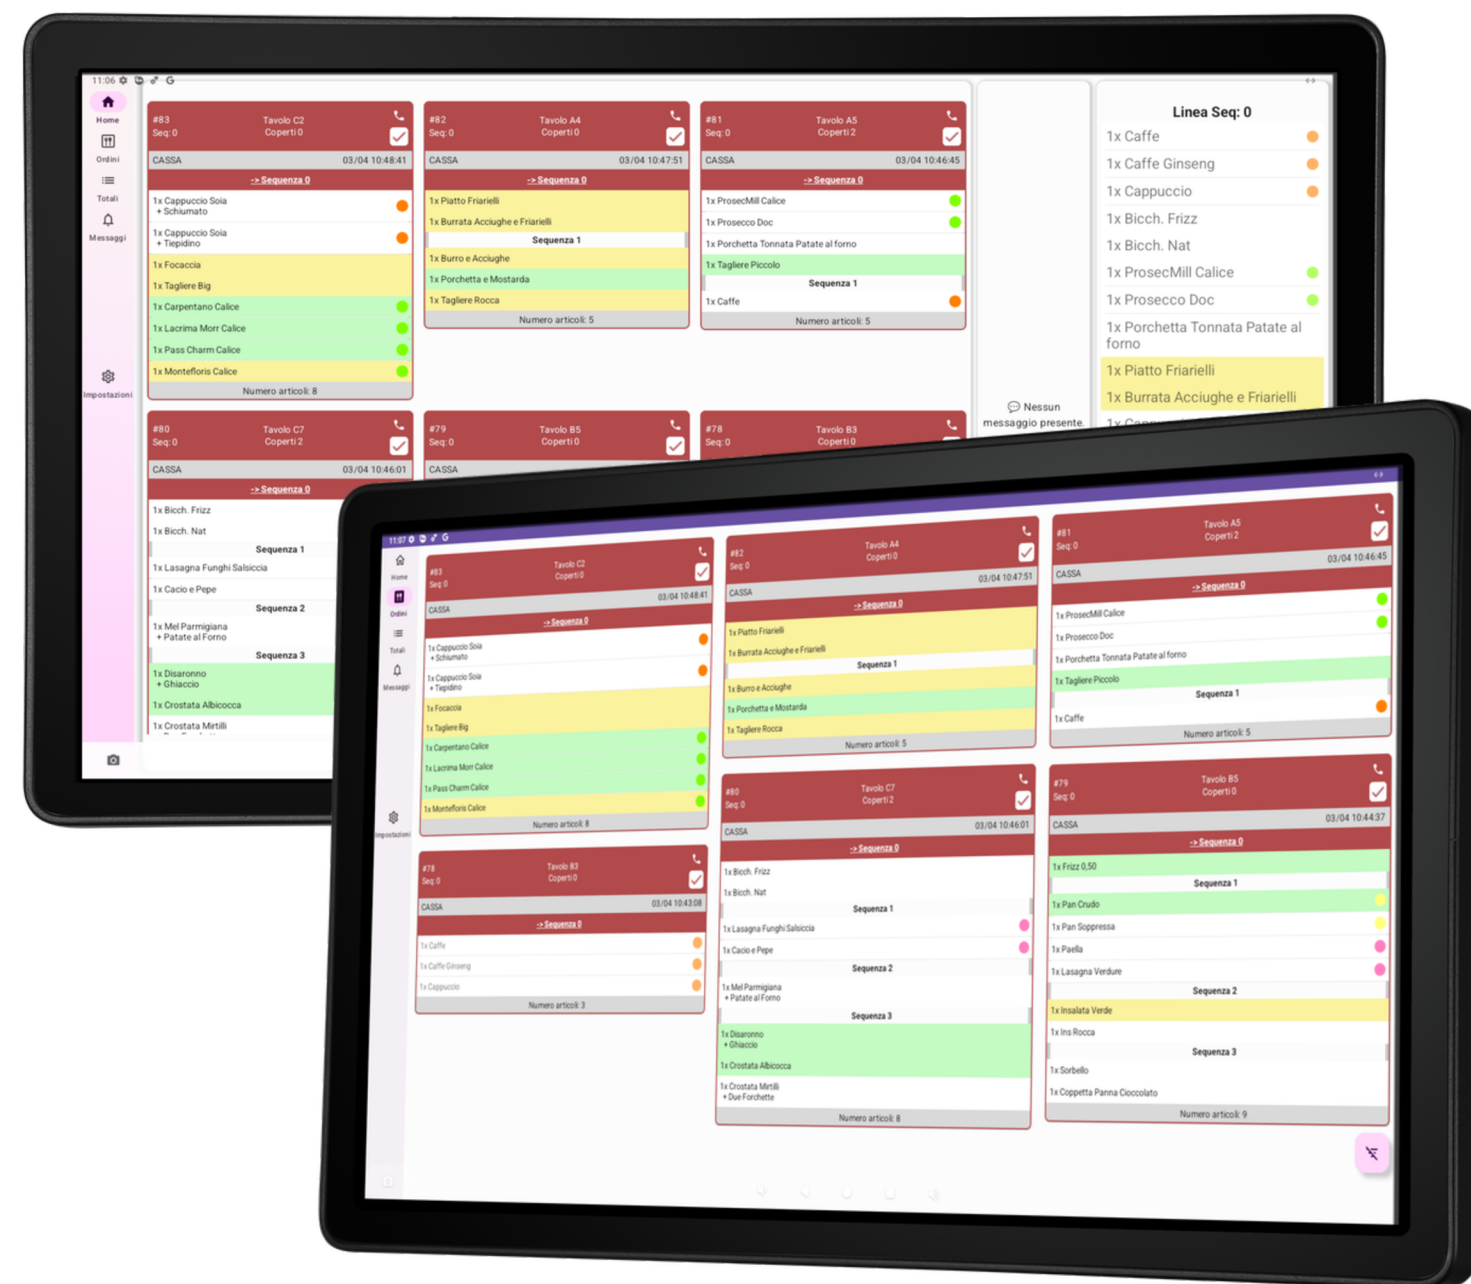 11:06
Home
Ordini
Totali
Messaggi
Impostazioni
#83
Tavolo C2
Seq: 0
Coperti 0
CASSA
03/04 10:48:41
-> Sequenza 0
1x Cappuccio Soia
+ Schiumato
1x Cappuccio Soia
+ Tiepidino
1x Focaccia
1x Tagliere Big
1x Carpentano Calice
1x Lacrima Morr Calice
1x Pass Charm Calice
1x Montefloris Calice
Numero articoli: 8
#82
Tavolo A4
Seq: 0
Coperti 0
CASSA
03/04 10:47:51
-> Sequenza 0
1x Piatto Friarielli
1x Burrata Acciughe e Friarielli
Sequenza 1
1x Burro e Acciughe
1x Porchetta e Mostarda
1x Tagliere Rocca
Numero articoli: 5
#81
Tavolo A5
Seq: 0
Coperti 2
CASSA
03/04 10:46:45
-> Sequenza 0
1x ProsecMill Calice
1x Prosecco Doc
1x Porchetta Tonnata Patate al forno
1x Tagliere Piccolo
Sequenza 1
1x Caffe
Numero articoli: 5
#80
Tavolo C7
Seq: 0
Coperti 2
CASSA
03/04 10:46:01
-> Sequenza 0
1x Bicch. Frizz
1x Bicch. Nat
Sequenza 1
1x Lasagna Funghi Salsiccia
1x Cacio e Pepe
Sequenza 2
1x Mel Parmigiana
+ Patate al Forno
Sequenza 3
1x Disaronno
+ Ghiaccio
1x Crostata Albicocca
1x Crostata Mirtilli
#79
Tavolo B5
Seq: 0
Coperti 0
CASSA
#78
Tavolo B3
Seq: 0
Coperti 0
Nessun
messaggio presente.
Linea Seq: 0
1x Caffe
1x Caffe Ginseng
1x Cappuccio
1x Bicch. Frizz
1x Bicch. Nat
1x ProsecMill Calice
1x Prosecco Doc
1x Porchetta Tonnata Patate al
forno
1x Piatto Friarielli
1x Burrata Acciughe e Friarielli
11:07
Home
Ordini
Totali
Messaggi
Impostazioni
#83
Tavolo C2
Seq: 0
Coperti 0
CASSA
03/04 10:48:41
-> Sequenza 0
1x Cappuccio Soia
+ Schiumato
1x Cappuccio Soia
+ Tiepidino
1x Focaccia
1x Tagliere Big
1x Carpentano Calice
1x Lacrima Morr Calice
1x Pass Charm Calice
1x Montefloris Calice
Numero articoli: 8
#78
Tavolo B3
Seq: 0
Coperti 0
CASSA
03/04 10:43:08
-> Sequenza 0
1x Caffe
1x Caffe Ginseng
1x Cappuccio
Numero articoli: 3
#82
Tavolo A4
Seq: 0
Coperti 0
CASSA
03/04 10:47:51
-> Sequenza 0
1x Piatto Friarielli
1x Burrata Acciughe e Friarielli
Sequenza 1
1x Burro e Acciughe
1x Porchetta e Mostarda
1x Tagliere Rocca
Numero articoli: 5
#80
Tavolo C7
Seq: 0
Coperti 2
CASSA
03/04 10:46:01
-> Sequenza 0
1x Bicch. Frizz
1x Bicch. Nat
Sequenza 1
1x Lasagna Funghi Salsiccia
1x Cacio e Pepe
Sequenza 2
1x Mel Parmigiana
+ Patate al Forno
Sequenza 3
1x Disaronno
+ Ghiaccio
1x Crostata Albicocca
1x Crostata Mirtilli
+ Due Forchette
Numero articoli: 8
#81
Tavolo A5
Seq: 0
Coperti 2
CASSA
03/04 10:46:45
-> Sequenza 0
1x ProsecMill Calice
1x Prosecco Doc
1x Porchetta Tonnata Patate al forno
1x Tagliere Piccolo
Sequenza 1
1x Caffe
Numero articoli: 5
#79
Tavolo B5
Seq: 0
Coperti 0
CASSA
03/04 10:44:37
-> Sequenza 0
1x Frizz 0,50
Sequenza 1
1x Pan Crudo
1x Pan Soppressa
1x Paella
1x Lasagna Verdure
Sequenza 2
1x Insalata Verde
1x Ins Rocca
Sequenza 3
1x Sorbello
1x Coppetta Panna Cioccolato
Numero articoli: 9